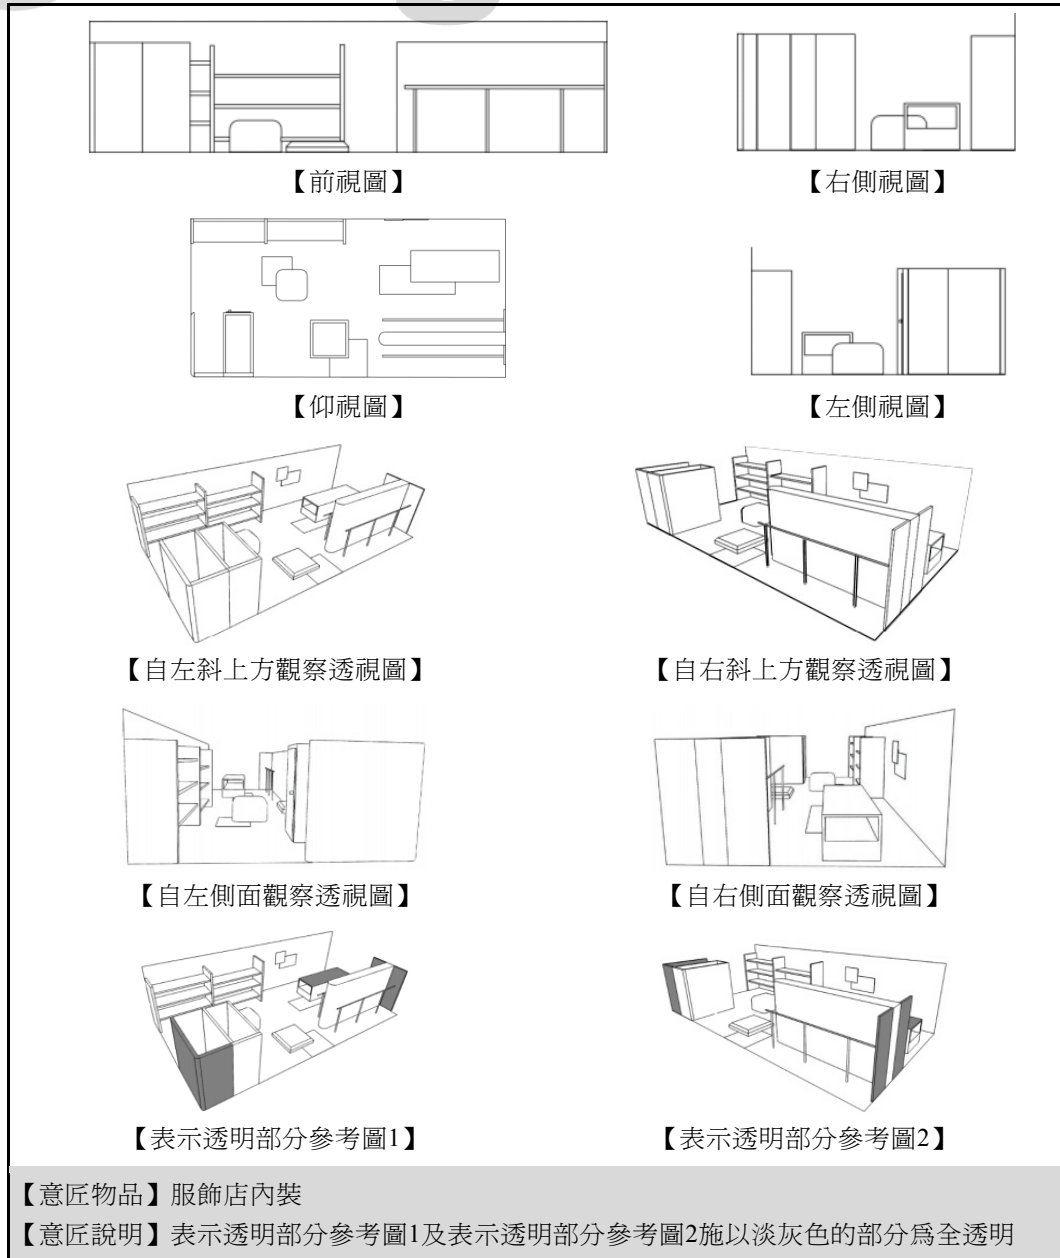 【前視圖】
【右側視圖】
【仰視圖】
【左側視圖】
【自左斜上方觀察透視圖】
【自右斜上方觀察透視圖】
【自左側面觀察透視圖】
【自右側面觀察透視圖】
【表示透明部分參考圖1】
【表示透明部分參考圖2】
【意匠物品】服飾店內裝
【意匠說明】表示透明部分參考圖1及表示透明部分參考圖2施以淡灰色的部分爲全透明